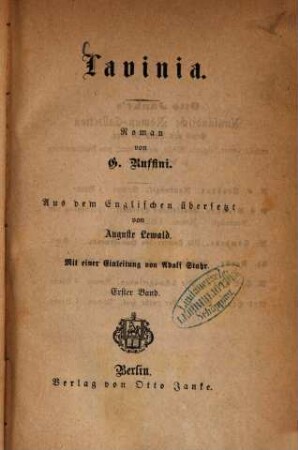 Lavinia.
Roman
von
G. Ruffini.
Aus dem Englischen übersetzt
von
Auguste Lewald.
Mit einer Einleitung von Adolf Stahr.
Erster Band.
Berlin.
Verlag von Otto Janke.